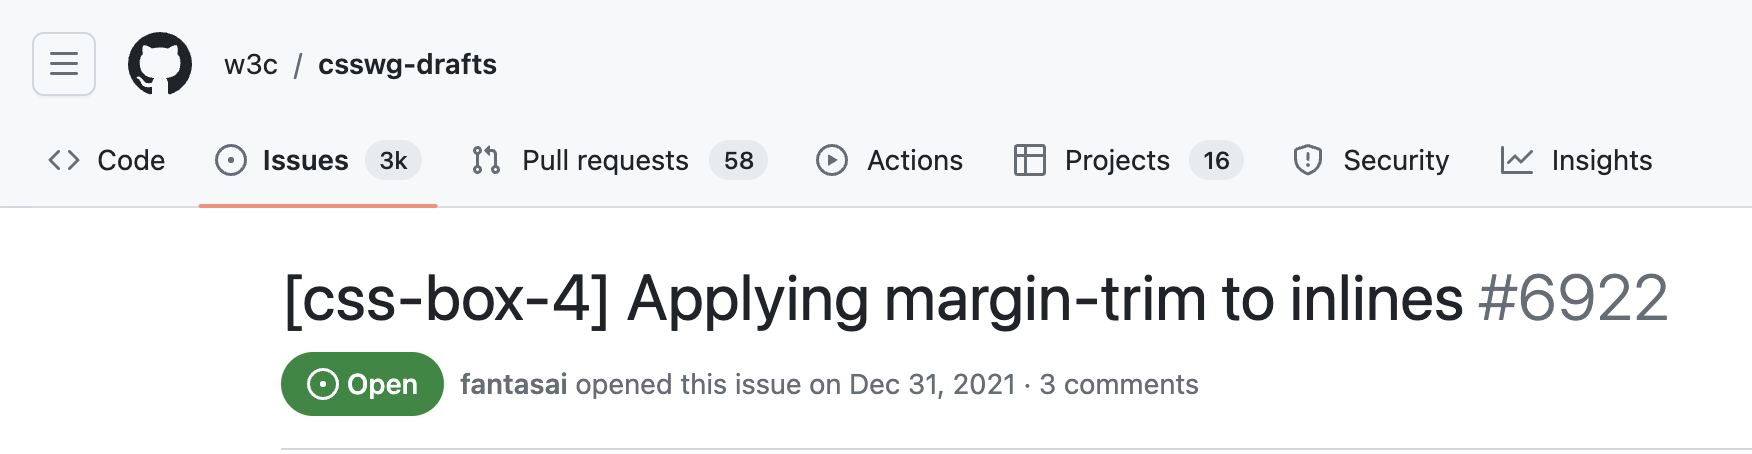 w3c / csswg-drafts
Code Issues 3k Pull requests 58 Actions Projects 16 Security Insights
[css-box-4] Applying margin-trim to inlines #6922
Open fantasai opened this issue on Dec 31, 2021 · 3 comments